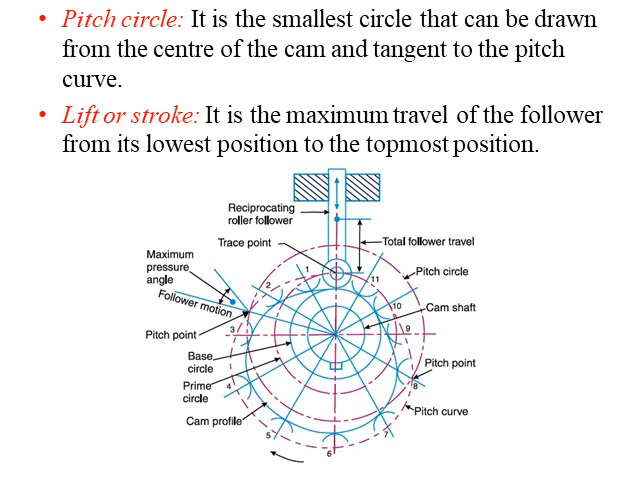 • Pitch circle: It is the smallest circle that can be drawn
from the centre of the cam and tangent to the pitch
curve.
• Lift or stroke: It is the maximum travel of the follower
from its lowest position to the topmost position.
Reciprocating
roller follower
Trace point
Total follower travel
Maximum
pressure
angle
Pitch circle
Follower motion
Cam shaft
Pitch point
Base
circle
Pitch point
Prime
circle
Pitch curve
Cam profile
1
2
3
4
5
6
7
8
9
10
11